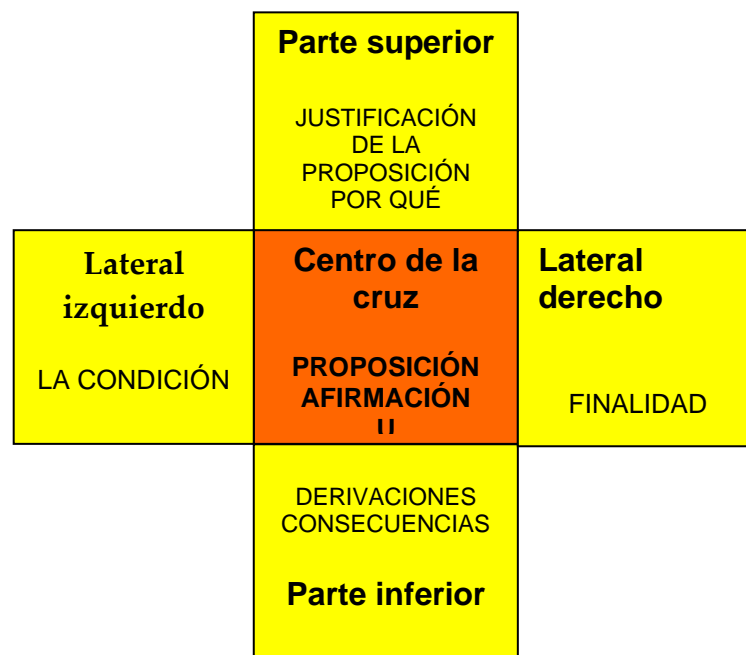 Parte superior
JUSTIFICACIÓN
DE LA
PROPOSICIÓN
POR QUÉ
Lateral
izquierdo
LA CONDICIÓN
Centro de la
cruz
PROPOSICIÓN
AFIRMACIÓN
Lateral
derecho
FINALIDAD
DERIVACIONES
CONSECUENCIAS
Parte inferior